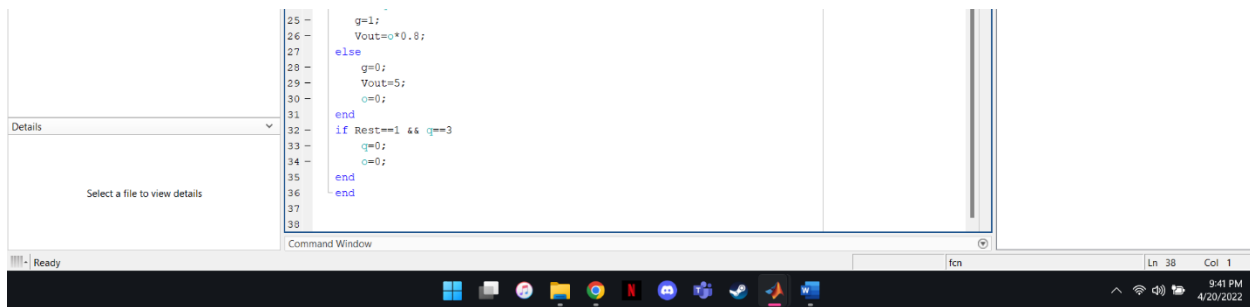 25 - g=1;
26 - Vout=o*0.8;
27 else
28 - g=0;
29 - Vout=5;
30 - o=0;
31 end
32 - if Rest==1 && q==3
33 - q=0;
34 - o=0;
35 end
36 end
37
38
Details
Select a file to view details
Command Window
Ready
fcn
Ln 38 Col 1
9:41 PM
4/20/2022